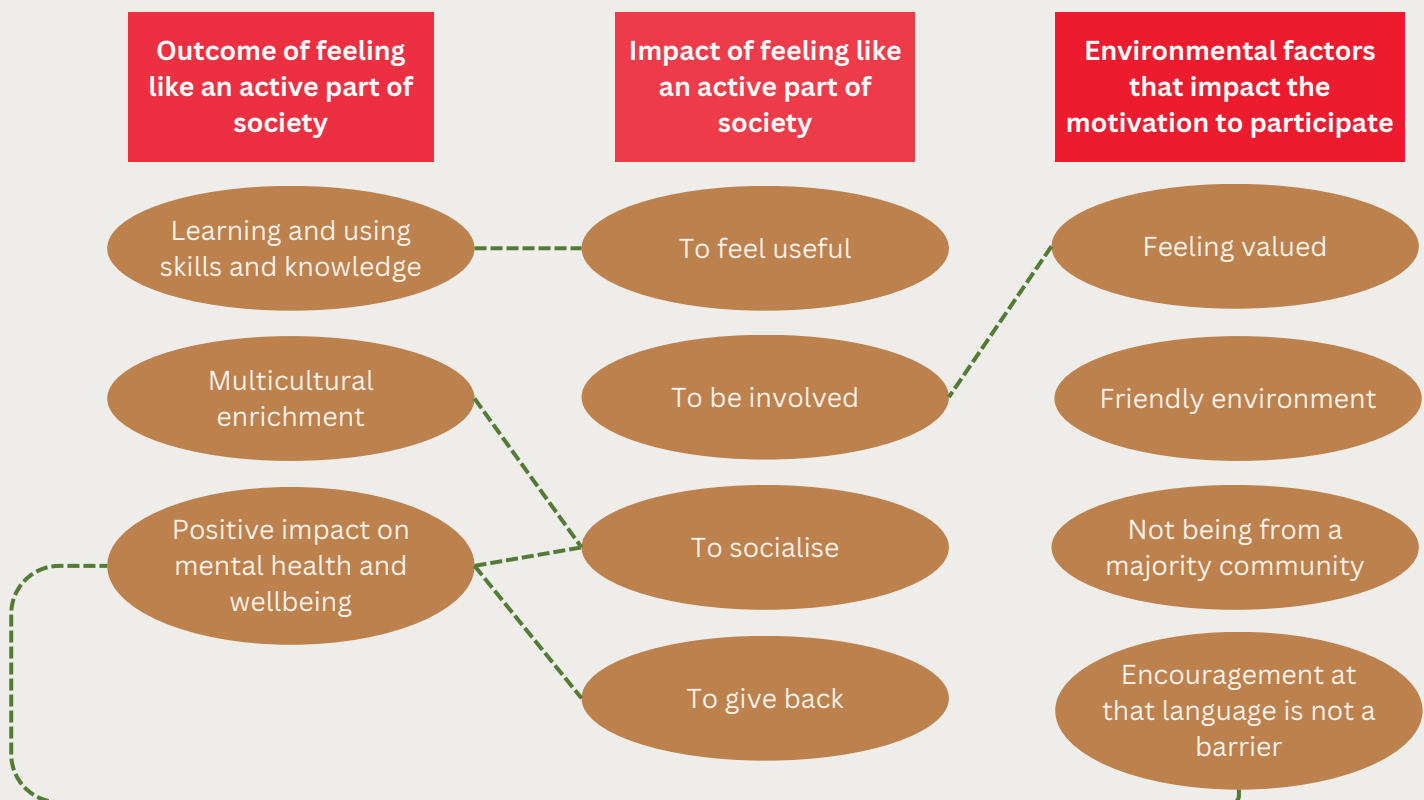 Outcome of feeling
like an active part of
society
Impact of feeling like
an active part of
society
Environmental factors
that impact the
motivation to participate
Learning and using
skills and knowledge
To feel useful
Feeling valued
Multicultural
enrichment
To be involved
Friendly environment
Positive impact on
mental health and
wellbeing
To socialise
Not being from a
majority community
To give back
Encouragement at
that language is not a
barrier